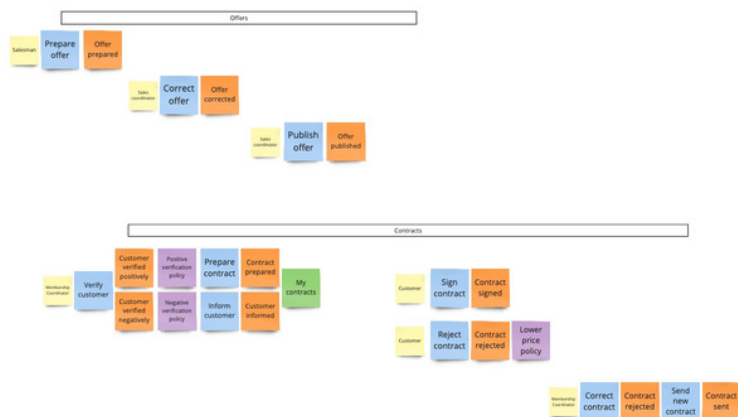 Offers
Salesman
Prepare
offer
Offer
prepared
Sales
coordinator
Correct
offer
Offer
corrected
Sales
coordinator
Publish
offer
Offer
published
Contracts
Membership
Coordinator
Verify
customer
Customer
verified
positively
Positive
verification
policy
Prepare
contract
Contract
prepared
My
contracts
Customer
verified
negatively
Negative
verification
policy
Inform
customer
Customer
informed
Customer
Sign
contract
Contract
signed
Customer
Reject
contract
Contract
rejected
Lower
price
policy
Membership
Coordinator
Correct
contract
Contract
rejected
Send
new
contract
Contract
sent